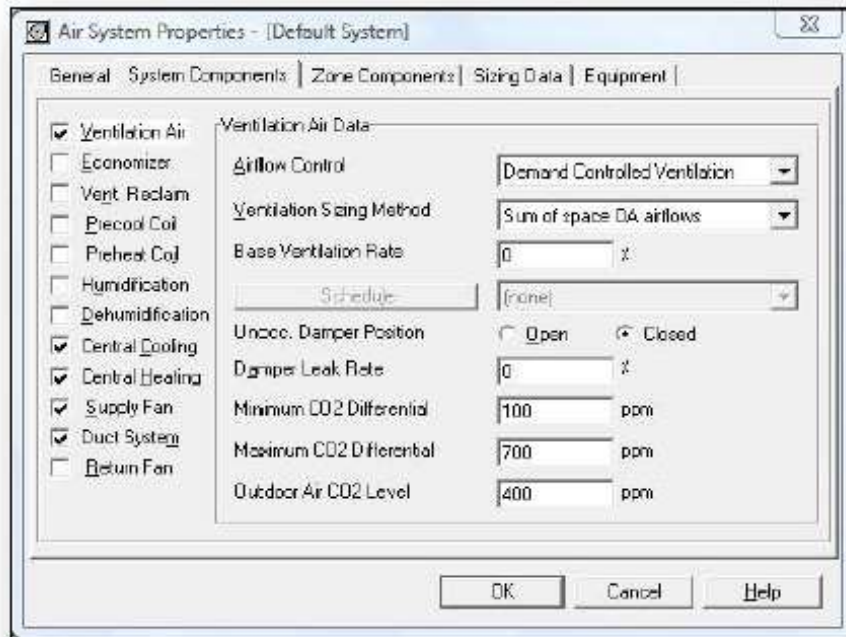 Air System Properties - [Default System]
General System Components Zone Components Sizing Data Equipment
Ventilation Air
Economizer
Vent. Reclaim
Precool Coil
Preheat Coil
Humidification
Dehumidification
Central Cooling
Central Heating
Supply Fan
Duct System
Return Fan
Ventilation Air Data
Airflow Control Demand Controlled Ventilation
Ventilation Sizing Method Sum of space OA airflows
Base Ventilation Rate 0 %
Schedule (none)
Unocc. Damper Position Open Closed
Damper Leak Rate 0 %
Minimum CO2 Differential 100 ppm
Maximum CO2 Differential 700 ppm
Outdoor Air CO2 Level 400 ppm
OK Cancel Help